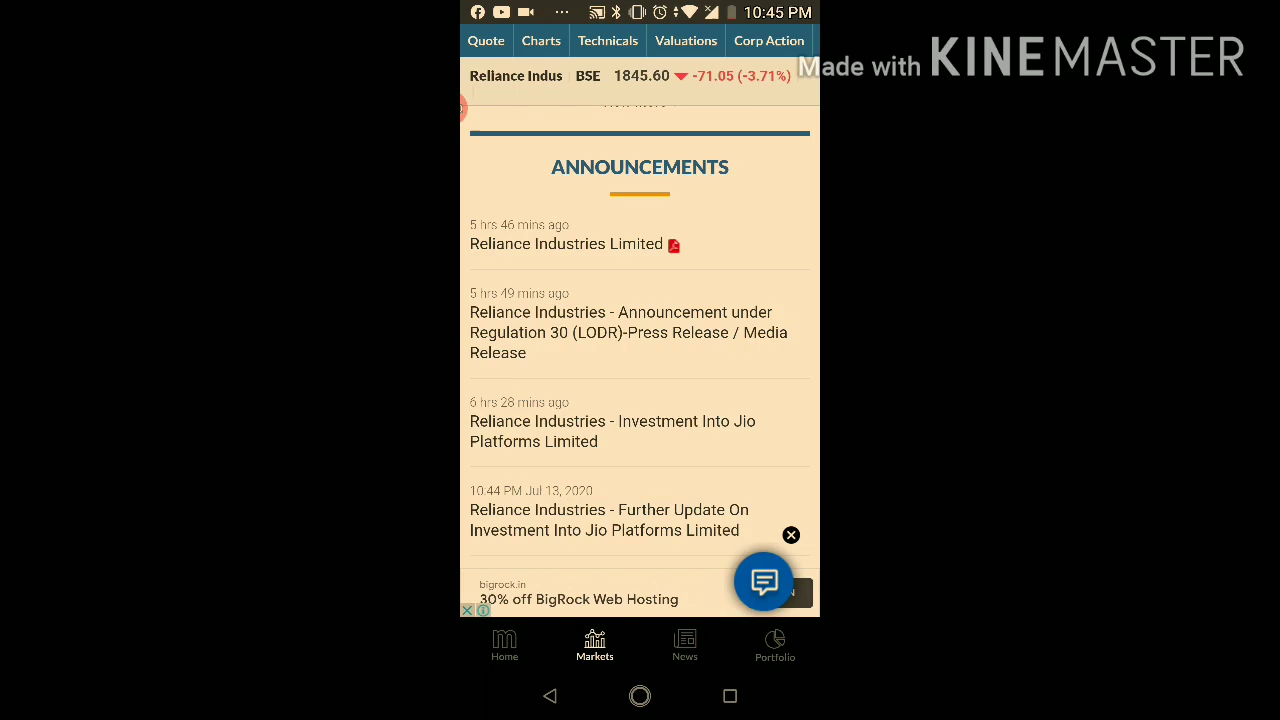 10:45 PM
Quote Charts Technicals Valuations Corp Action
Made with KINEMASTER
Reliance Indus BSE 1845.60 -71.05 (-3.71%)
ANNOUNCEMENTS
5 hrs 46 mins ago
Reliance Industries Limited
5 hrs 49 mins ago
Reliance Industries - Announcement under
Regulation 30 (LODR)-Press Release / Media
Release
6 hrs 28 mins ago
Reliance Industries - Investment Into Jio
Platforms Limited
10:44 PM Jul 13, 2020
Reliance Industries - Further Update On
Investment Into Jio Platforms Limited
bigrock.in
30% off BigRock Web Hosting
Home Markets News Portfolio